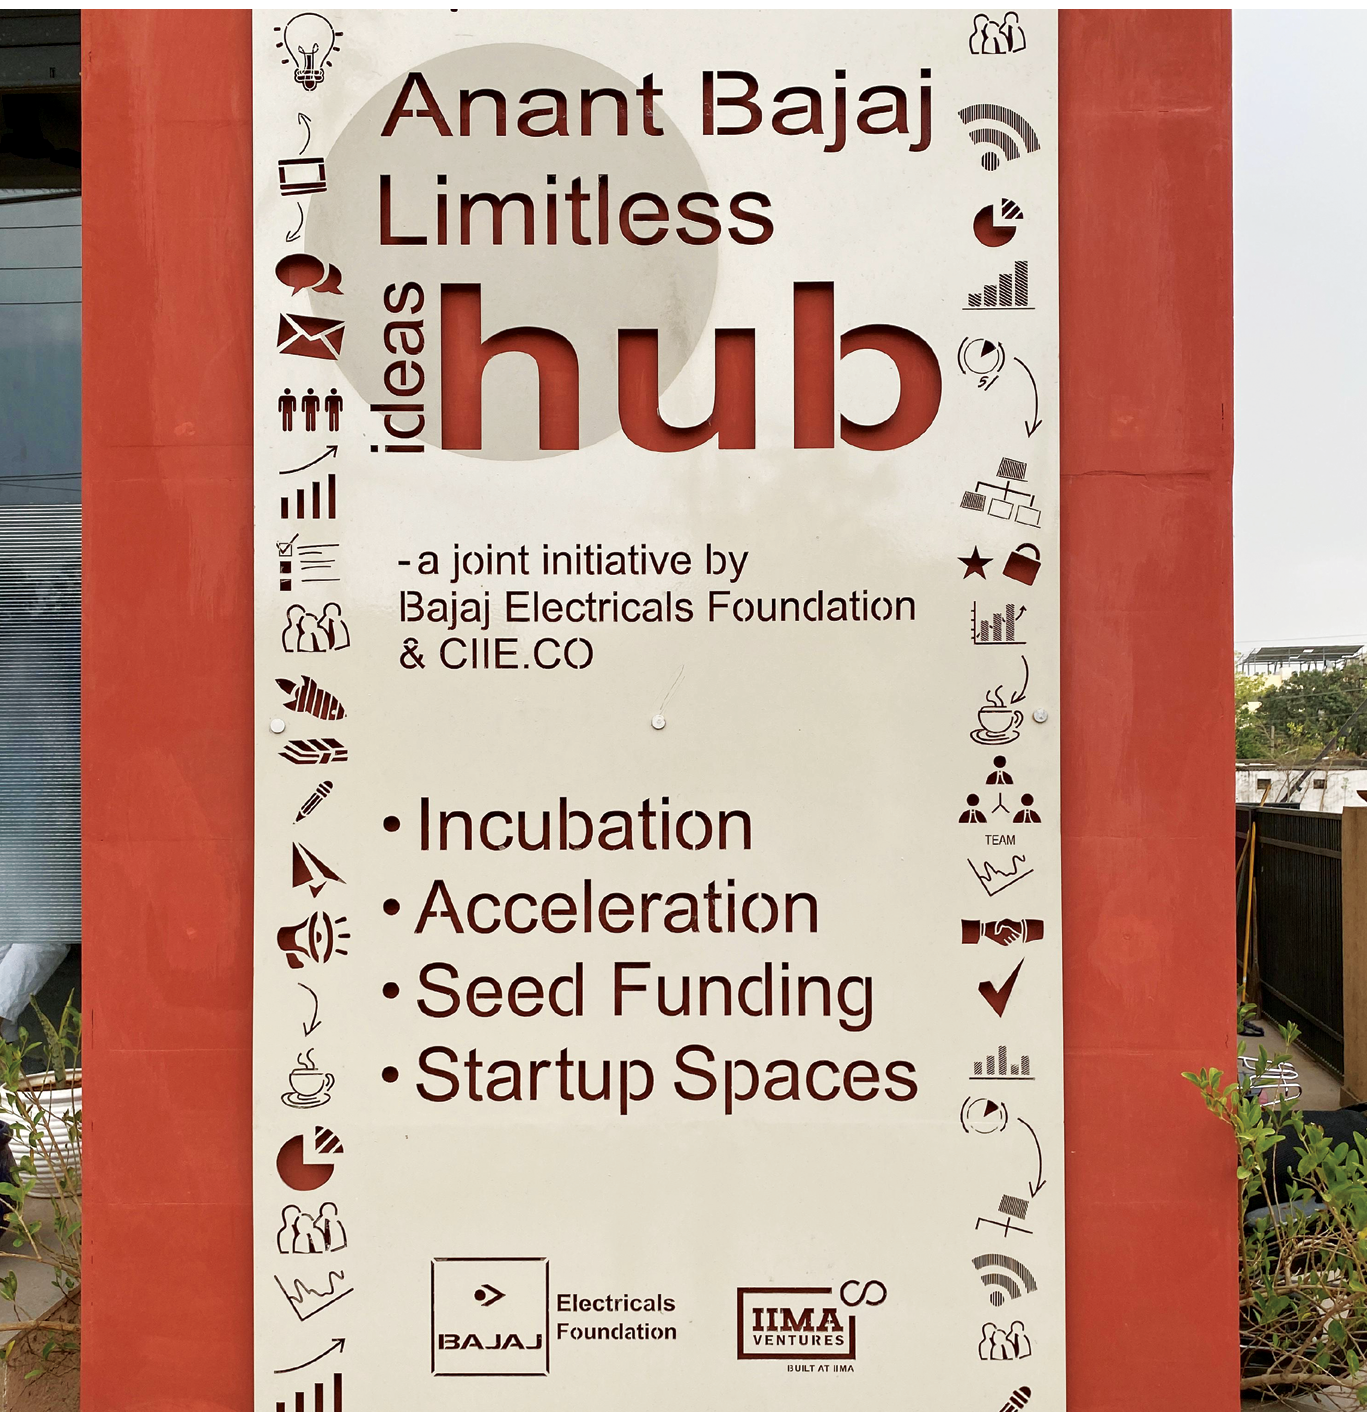 Anant Bajaj
Limitless
ideas
hub
- a joint initiative by
Bajaj Electricals Foundation
& CIIE.CO
• Incubation
• Acceleration
• Seed Funding
• Startup Spaces
TEAM
BAJAJ
Electricals
Foundation
IIMA
VENTURES
BUILT AT IIMA